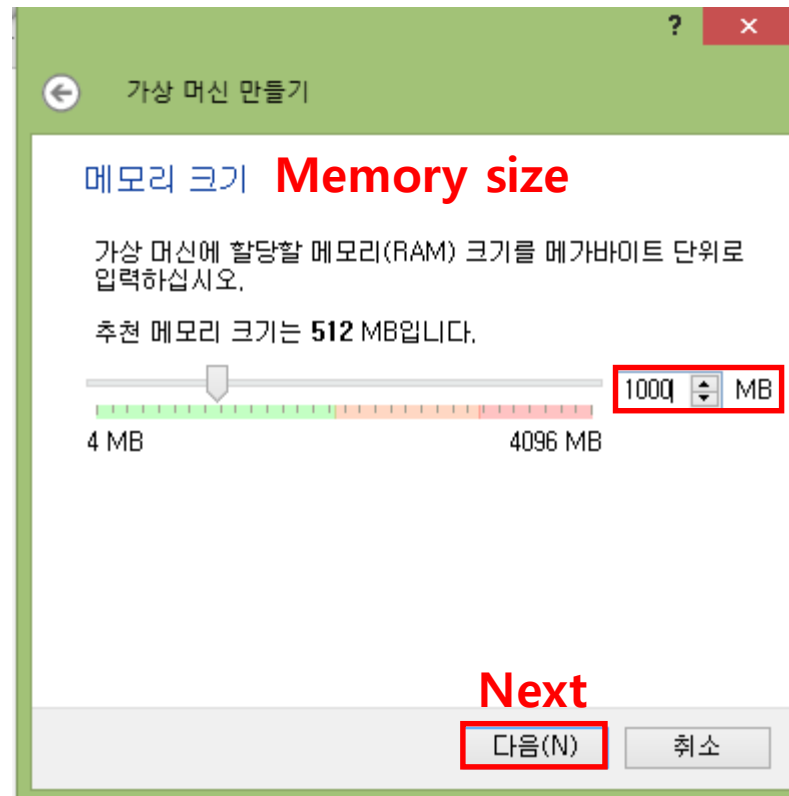 ?
가상 머신 만들기
메모리 크기 Memory size
가상 머신에 할당할 메모리(RAM) 크기를 메가바이트 단위로
입력하십시오.
추천 메모리 크기는 512 MB입니다.
1000 MB
4 MB 4096 MB
Next
다음(N) 취소